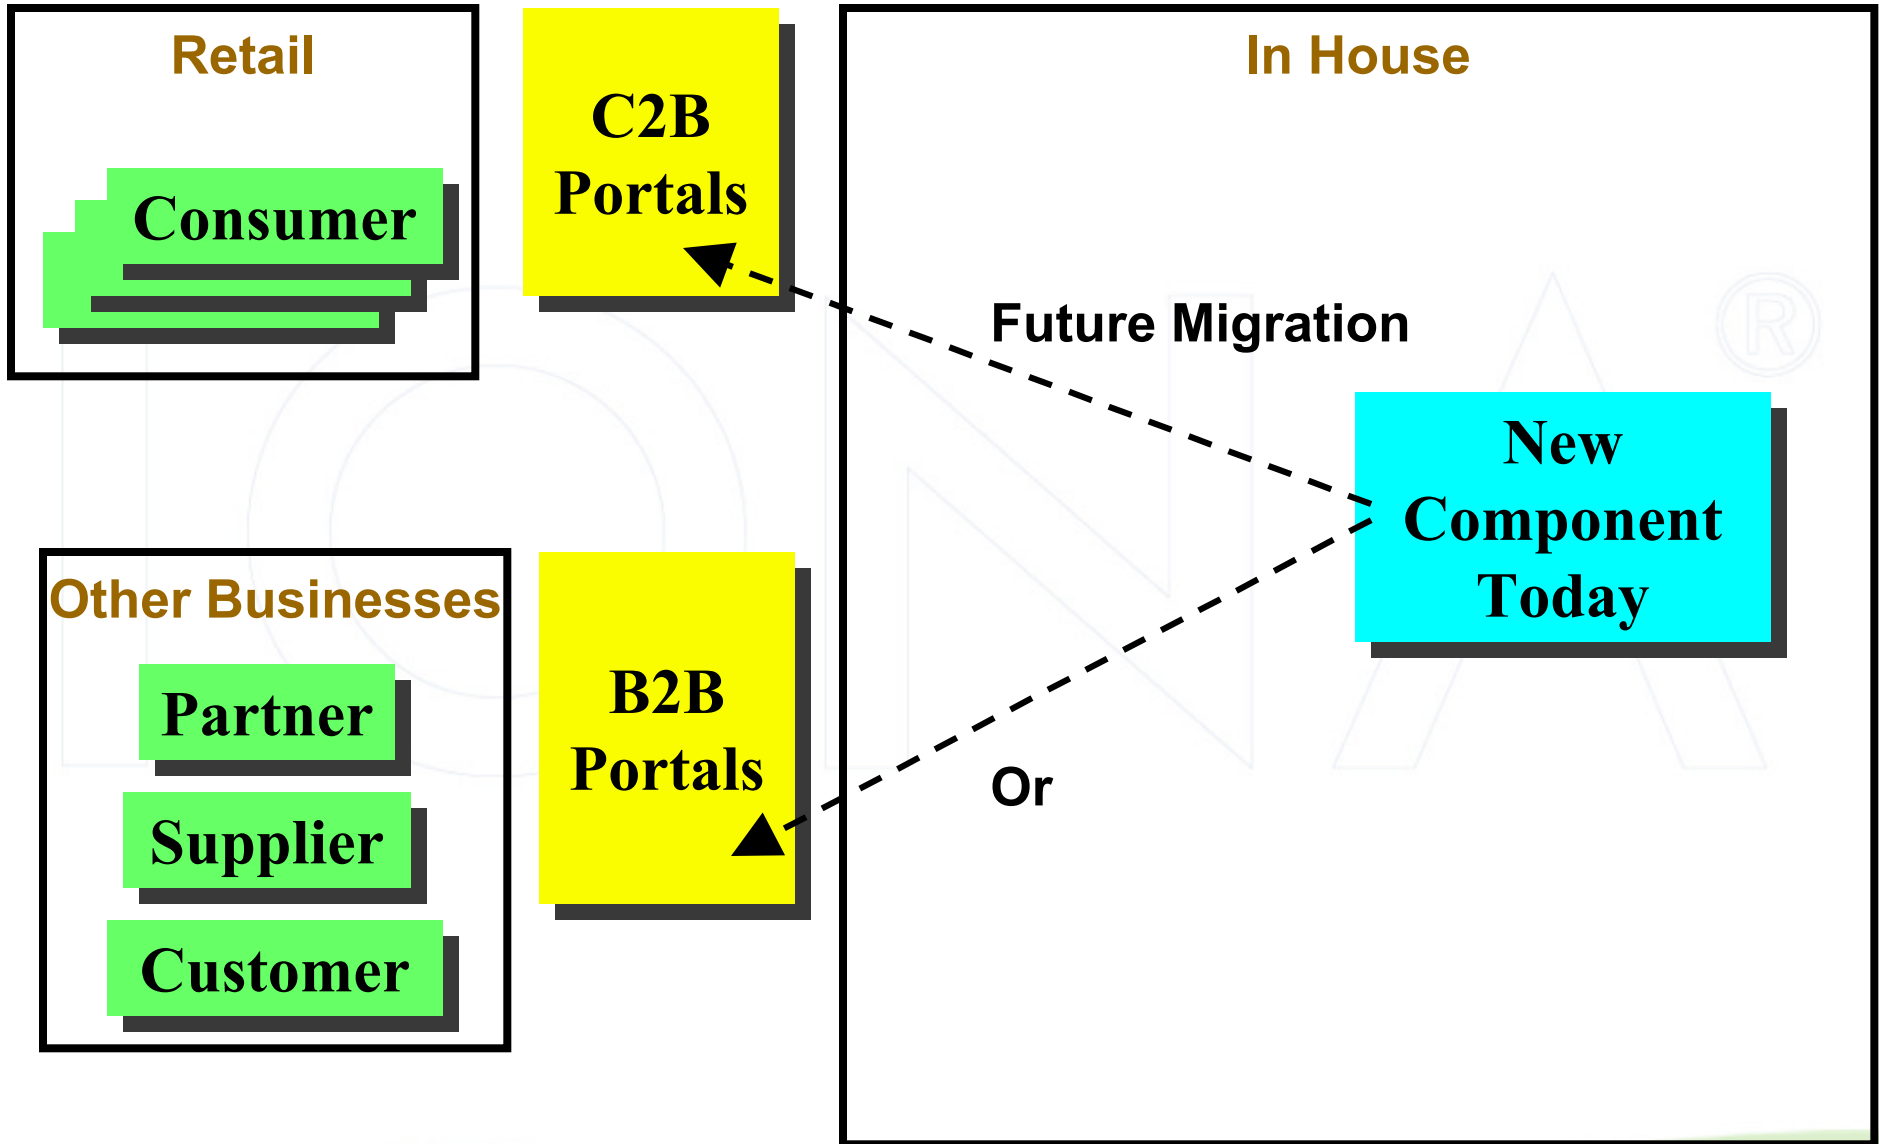 Retail
Consumer
C2B
Portals
In House
Future Migration
New
Component
Today
Other Businesses
Partner
Supplier
Customer
B2B
Portals
Or
IONA®